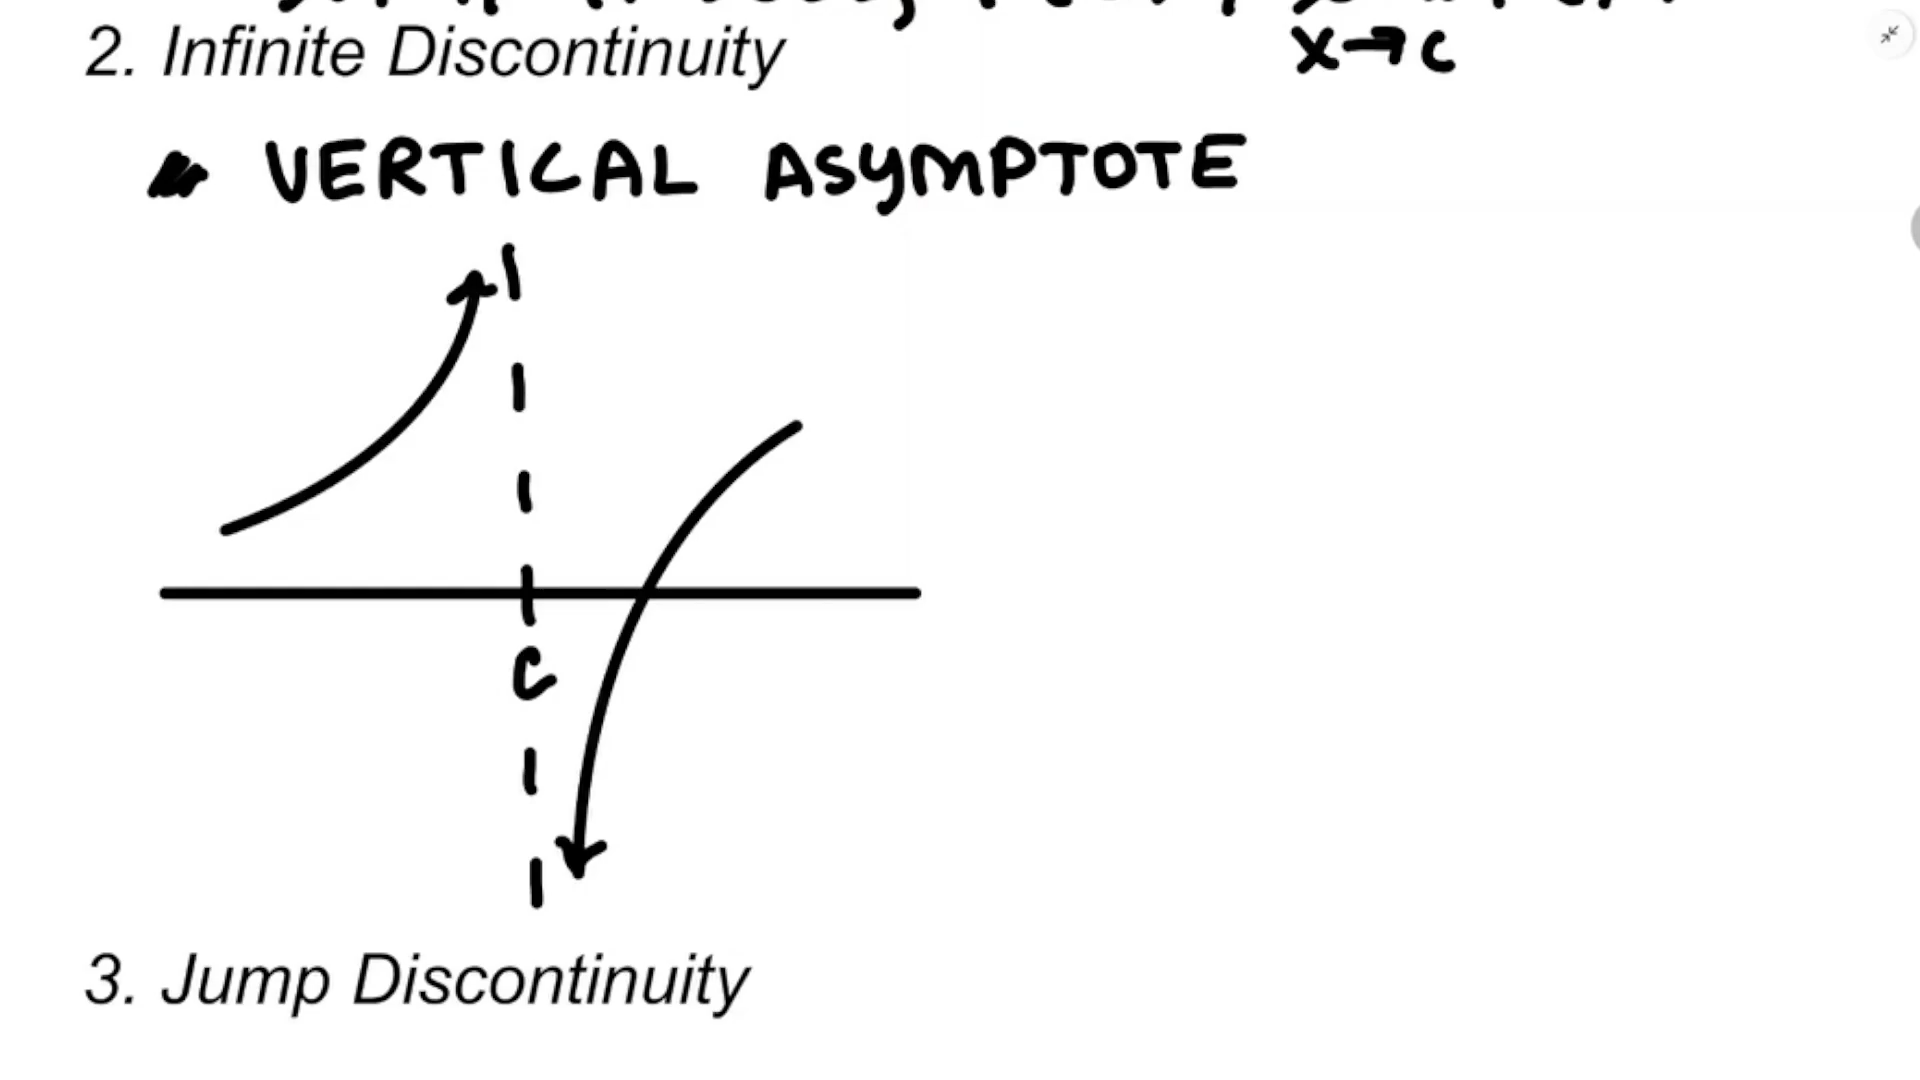 2. Infinite Discontinuity
x→c
VERTICAL ASYMPTOTE
c
3. Jump Discontinuity